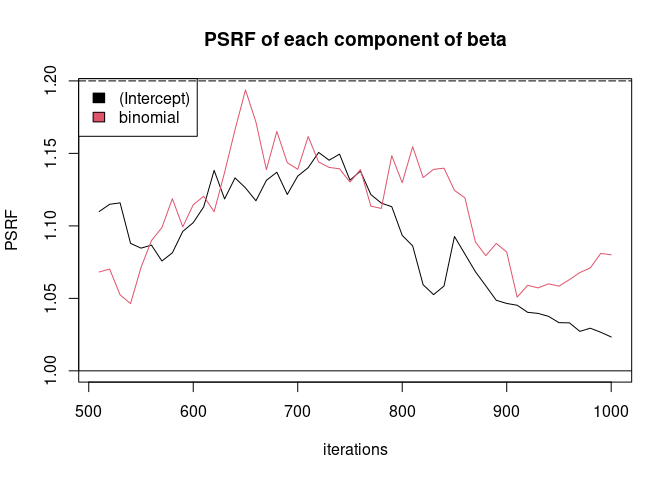 PSRF of each component of beta
(Intercept)
binomial
PSRF
1.20
1.15
1.10
1.05
1.00
500 600 700 800 900 1000
iterations